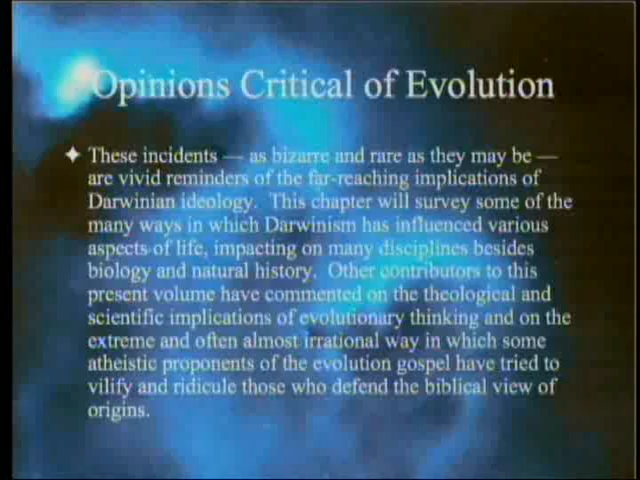 Opinions Critical of Evolution
These incidents — as bizarre and rare as they may be —
are vivid reminders of the far-reaching implications of
Darwinian ideology. This chapter will survey some of the
many ways in which Darwinism has influenced various
aspects of life, impacting on many disciplines besides
biology and natural history. Other contributors to this
present volume have commented on the theological and
scientific implications of evolutionary thinking and on the
extreme and often almost irrational way in which some
atheistic proponents of the evolution gospel have tried to
vilify and ridicule those who defend the biblical view of
origins.